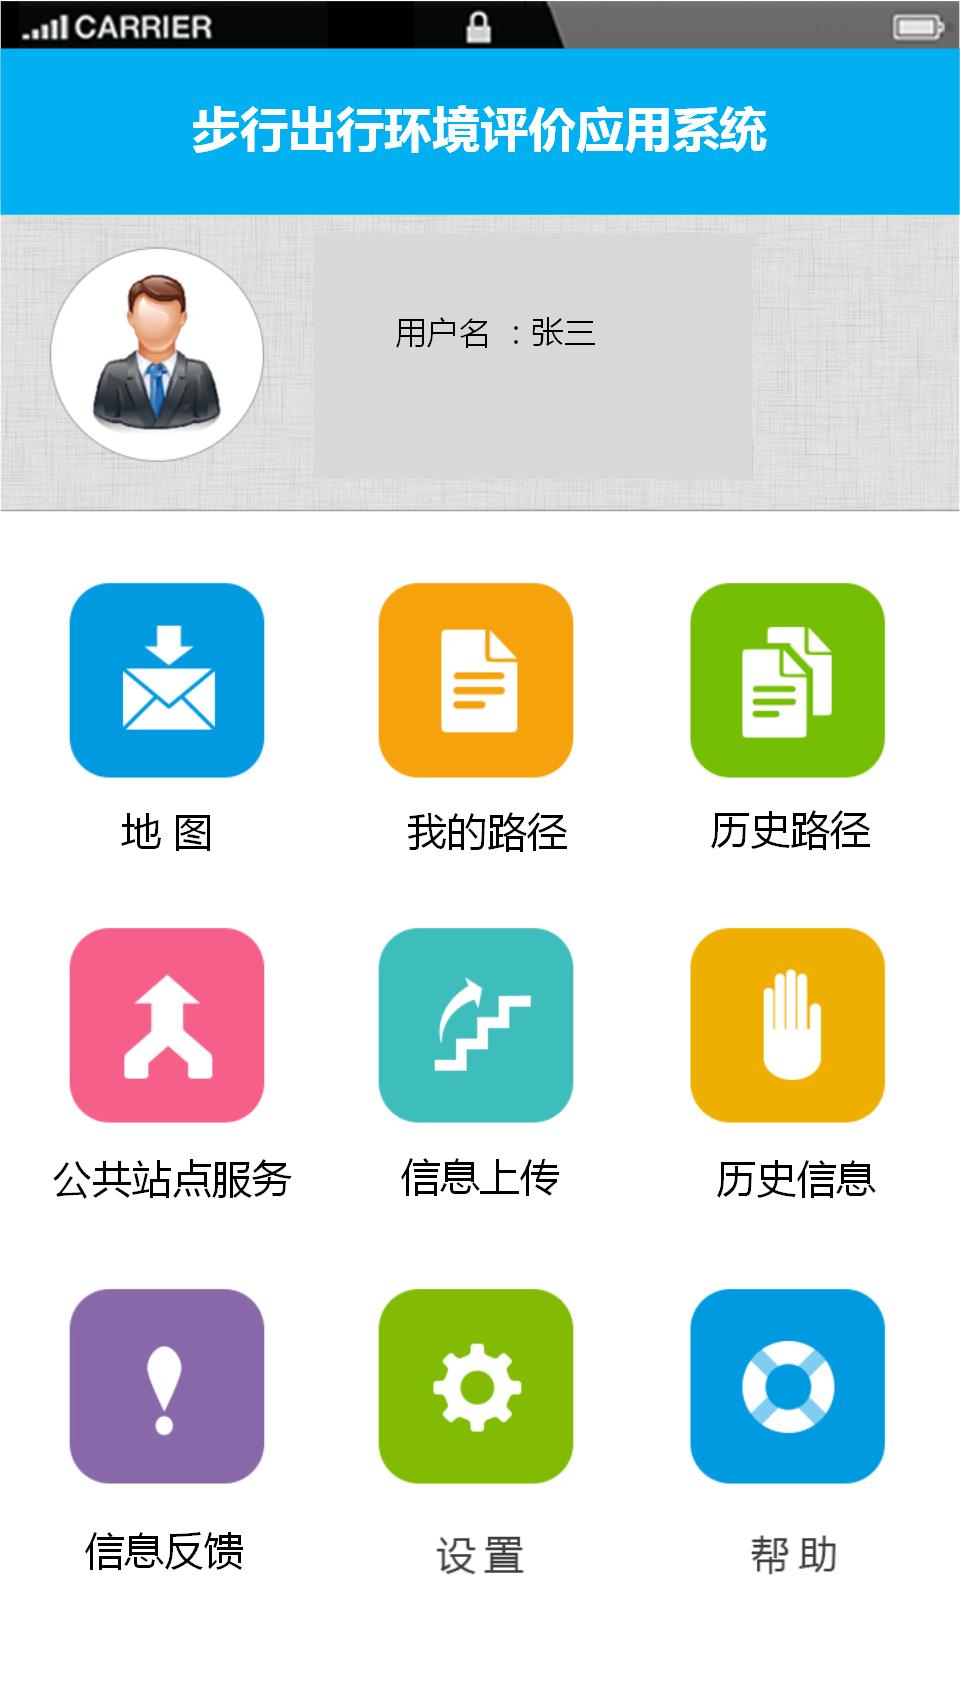 CARRIER
步行出行环境评价应用系统
用户名 ：张三
地 图
我的路径
历史路径
公共站点服务
信息上传
历史信息
信息反馈
设 置
帮 助